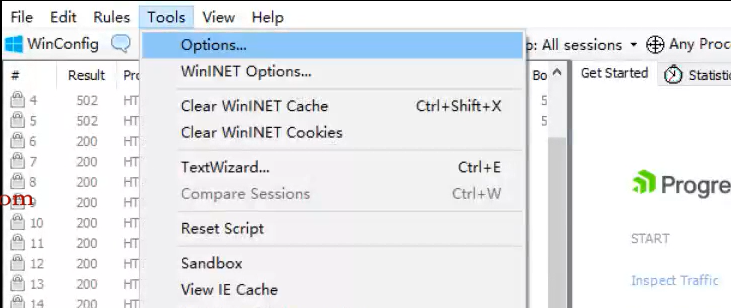 File Edit Rules Tools View Help
WinConfig : All sessions Any Proc
Options...
WinINET Options...
Clear WinINET Cache Ctrl+Shift+X
Clear WinINET Cookies
TextWizard... Ctrl+E
Compare Sessions Ctrl+W
Reset Script
Sandbox
View IE Cache
# Result Pro Bo
4 502 HT 5
5 502 HT 5
6 200 HT
7 200 HT
8 200 HT
9 200 HT
10 200 HT
11 200 HT
12 200 HT
13 200 HT
14 200 HT
om
Get Started Statistic
Progre
START
Inspect Traffic